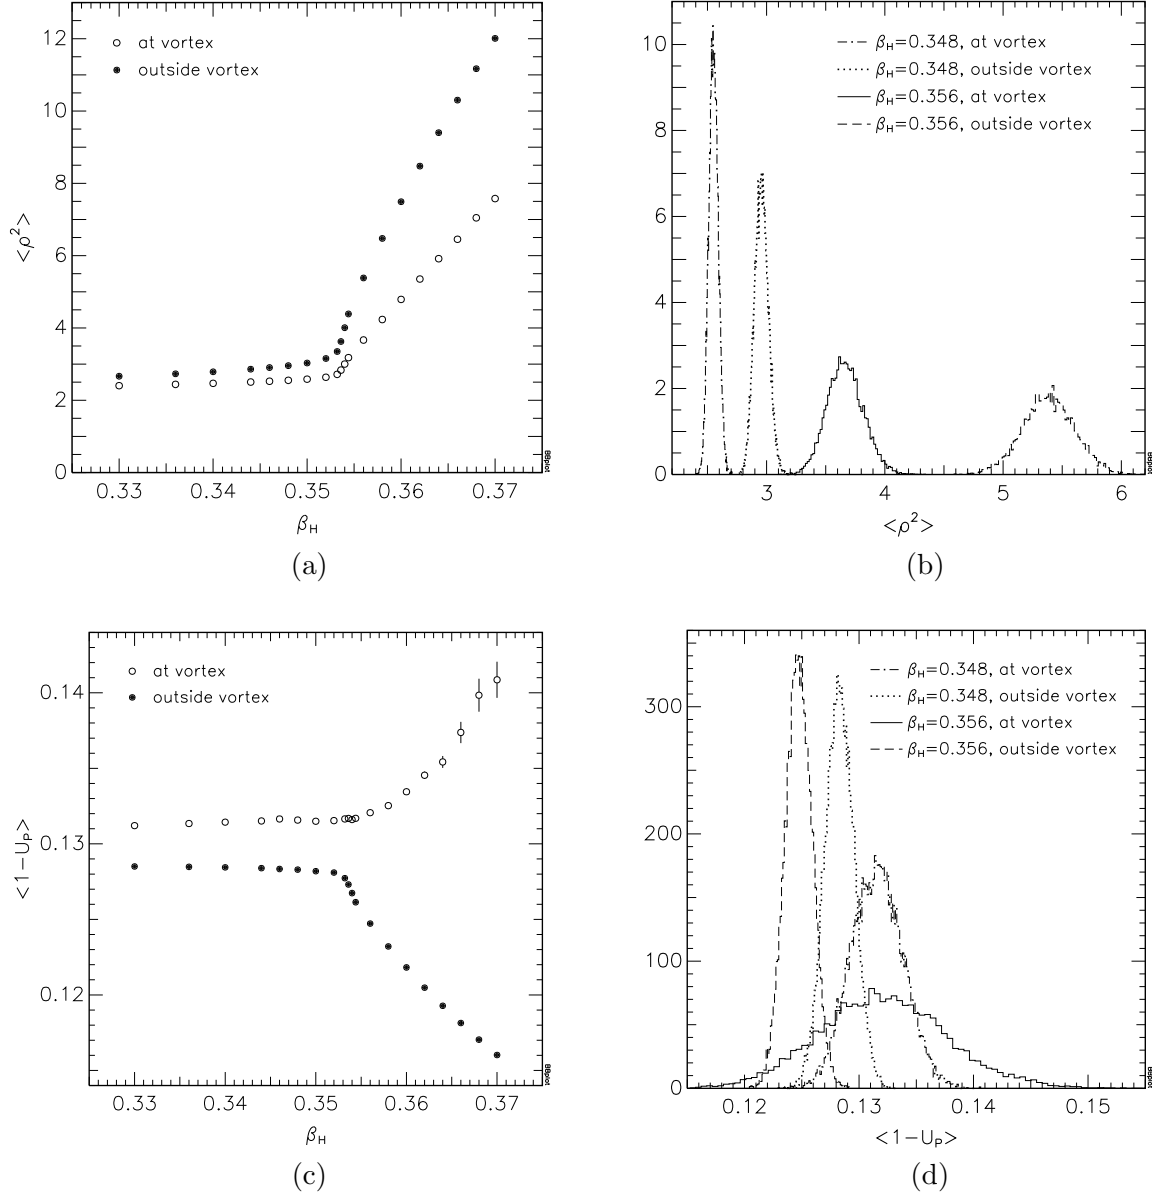 12
10
8
6
4
2
0
<ρ²>
at vortex
outside vortex
0.33 0.34 0.35 0.36 0.37
β_H
(a)
10
8
6
4
2
0
β_H=0.348, at vortex
β_H=0.348, outside vortex
β_H=0.356, at vortex
β_H=0.356, outside vortex
3 4 5 6
<ρ²>
(b)
0.14
0.13
0.12
<1−U_P>
at vortex
outside vortex
0.33 0.34 0.35 0.36 0.37
β_H
(c)
300
200
100
0
β_H=0.348, at vortex
β_H=0.348, outside vortex
β_H=0.356, at vortex
β_H=0.356, outside vortex
0.12 0.13 0.14 0.15
<1−U_P>
(d)